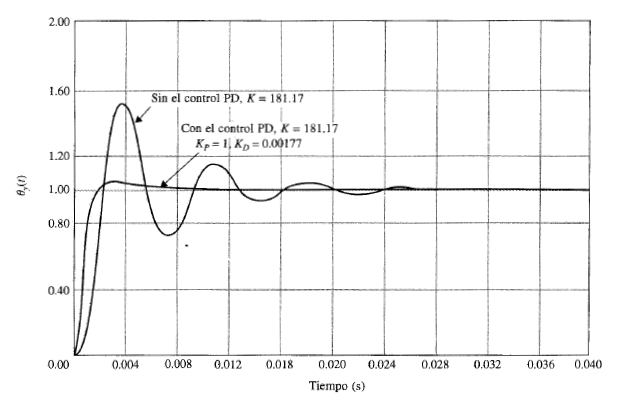 2.00
1.60
Sin el control PD, K = 181.17
Con el control PD, K = 181.17
K_P = 1, K_D = 0.00177
1.20
1.00
0.80
0.40
0.00
θ_y(t)
0.004 0.008 0.012 0.018 0.020 0.024 0.028 0.032 0.036 0.040
Tiempo (s)